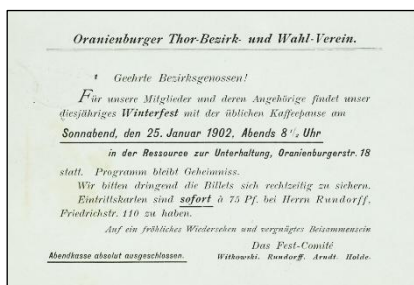 Oranienburger Thor-Bezirk- und Wahl-Verein.
Geehrte Bezirksgenossen!
Für unsere Mitglieder und deren Angehörige findet unser
diesjähriges Winterfest mit der üblichen Kaffeepause am
Sonnabend, den 25. Januar 1902, Abends 8 1/2 Uhr
in der Ressource zur Unterhaltung, Oranienburgerstr. 18
statt. Programm bleibt Geheimniss.
Wir bitten dringend die Billets sich rechtzeitig zu sichern.
Eintrittskarten sind sofort à 75 Pf. bei Herrn Rundorff,
Friedrichstr. 110 zu haben.
Auf ein fröhliches Wiedersehen und vergnügtes Beisammensein
Das Fest-Comité
Abendkasse absolut ausgeschlossen. Witkowski. Rundorff. Arndt. Holde.